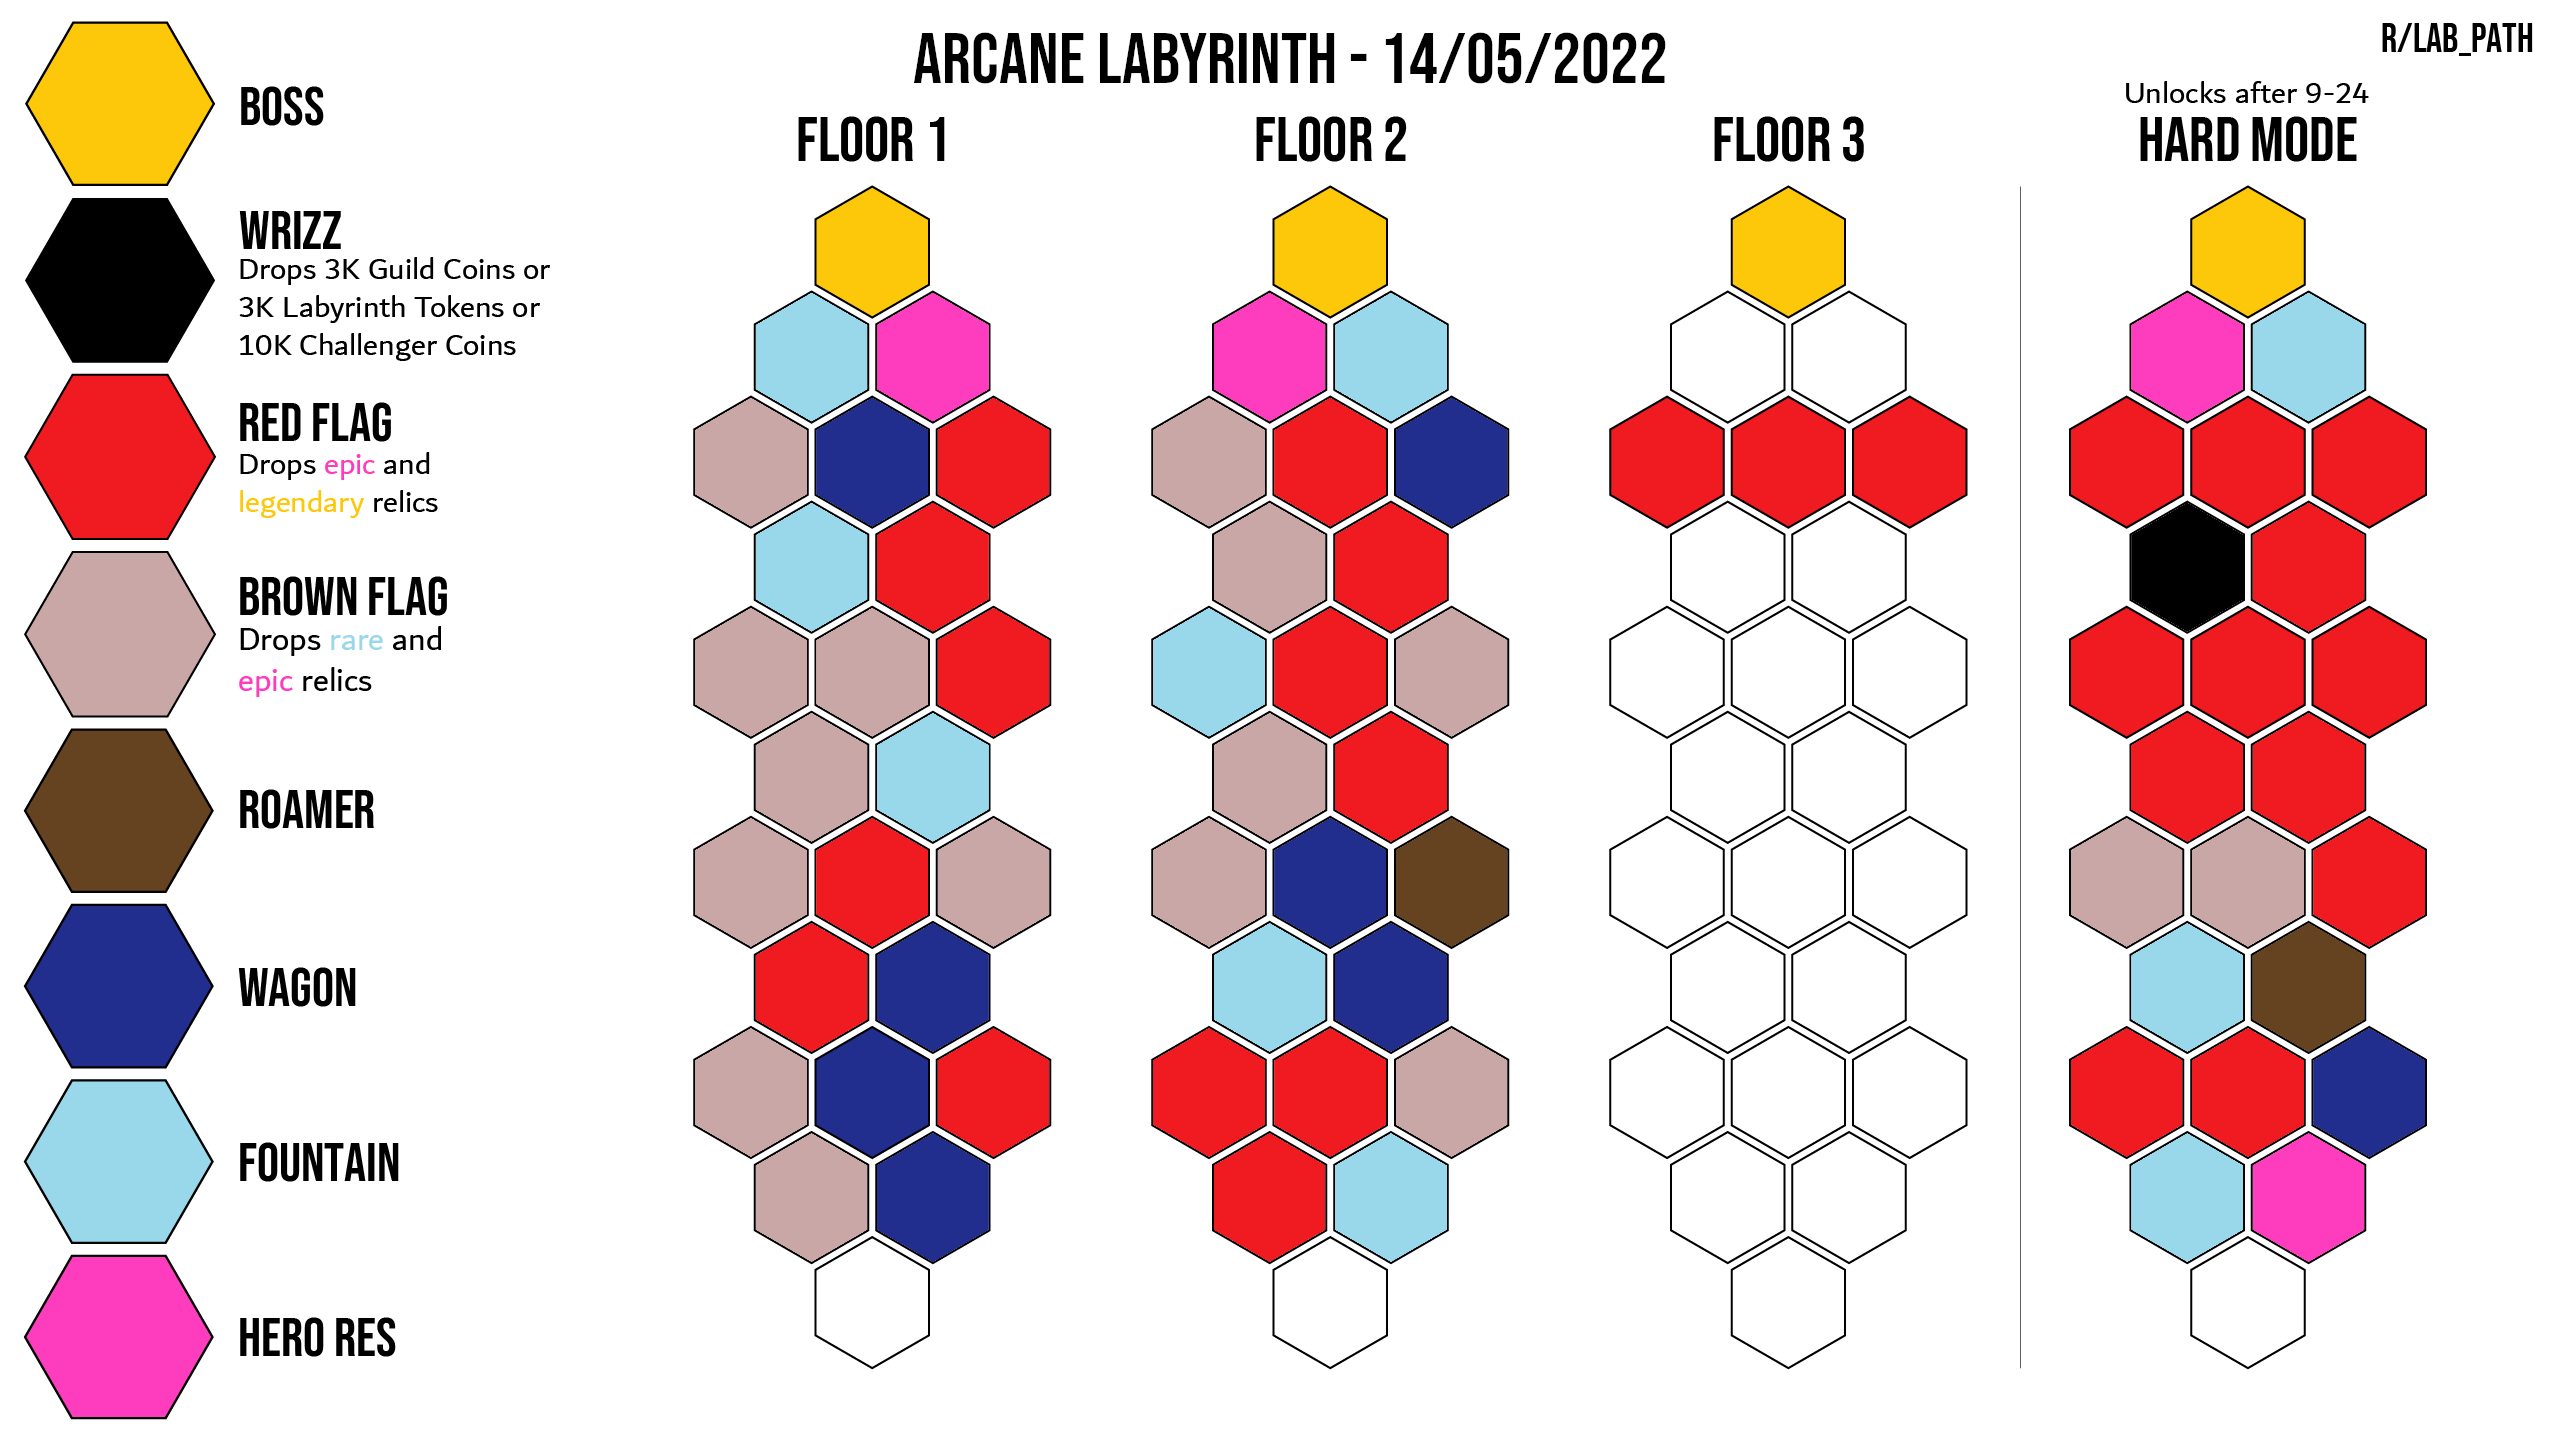 ARCANE LABYRINTH - 14/05/2022
R/LAB_PATH
BOSS
WRIZZ
Drops 3K Guild Coins or
3K Labyrinth Tokens or
10K Challenger Coins
RED FLAG
Drops epic and
legendary relics
BROWN FLAG
Drops rare and
epic relics
ROAMER
WAGON
FOUNTAIN
HERO RES
FLOOR 1
FLOOR 2
FLOOR 3
Unlocks after 9-24
HARD MODE